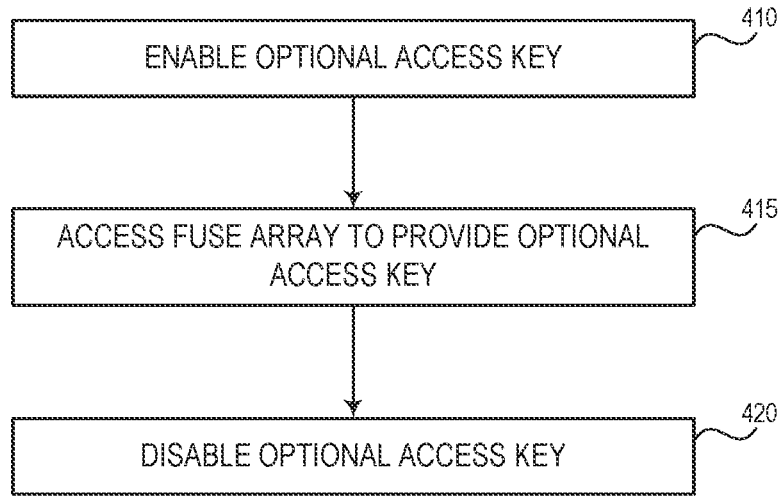 410
ENABLE OPTIONAL ACCESS KEY
415
ACCESS FUSE ARRAY TO PROVIDE OPTIONAL
ACCESS KEY
420
DISABLE OPTIONAL ACCESS KEY